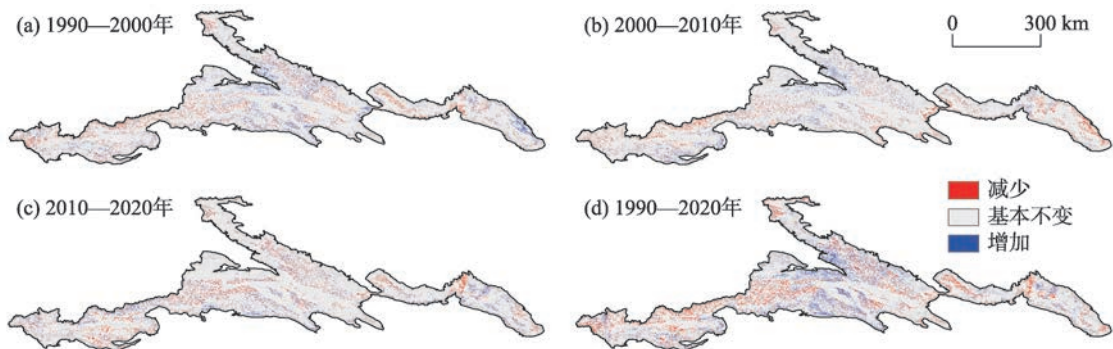 (a) 1990—2000年
(b) 2000—2010年
0 300 km
(c) 2010—2020年
(d) 1990—2020年
减少
基本不变
增加